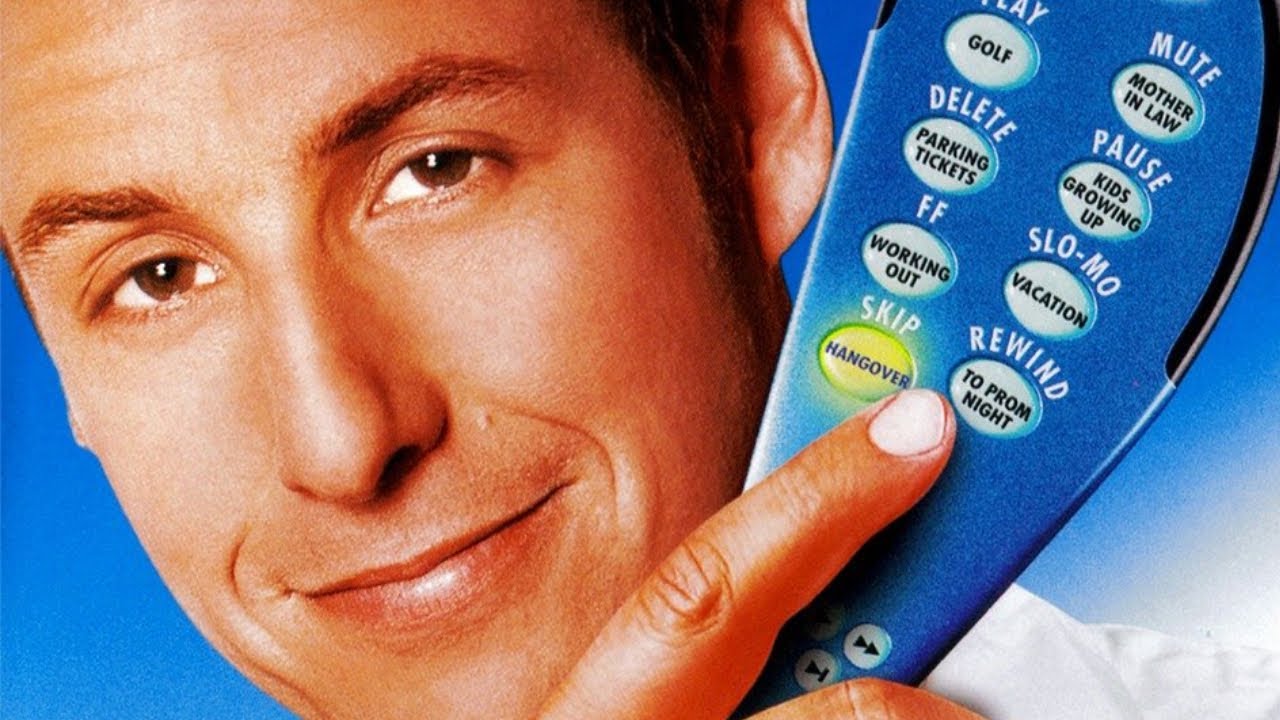 PLAY
GOLF
MUTE
MOTHER
IN LAW
DELETE
PARKING
TICKETS
PAUSE
KIDS
GROWING
UP
FF
WORKING
OUT
SLO-MO
VACATION
SKIP
HANGOVER
REWIND
TO PROM
NIGHT